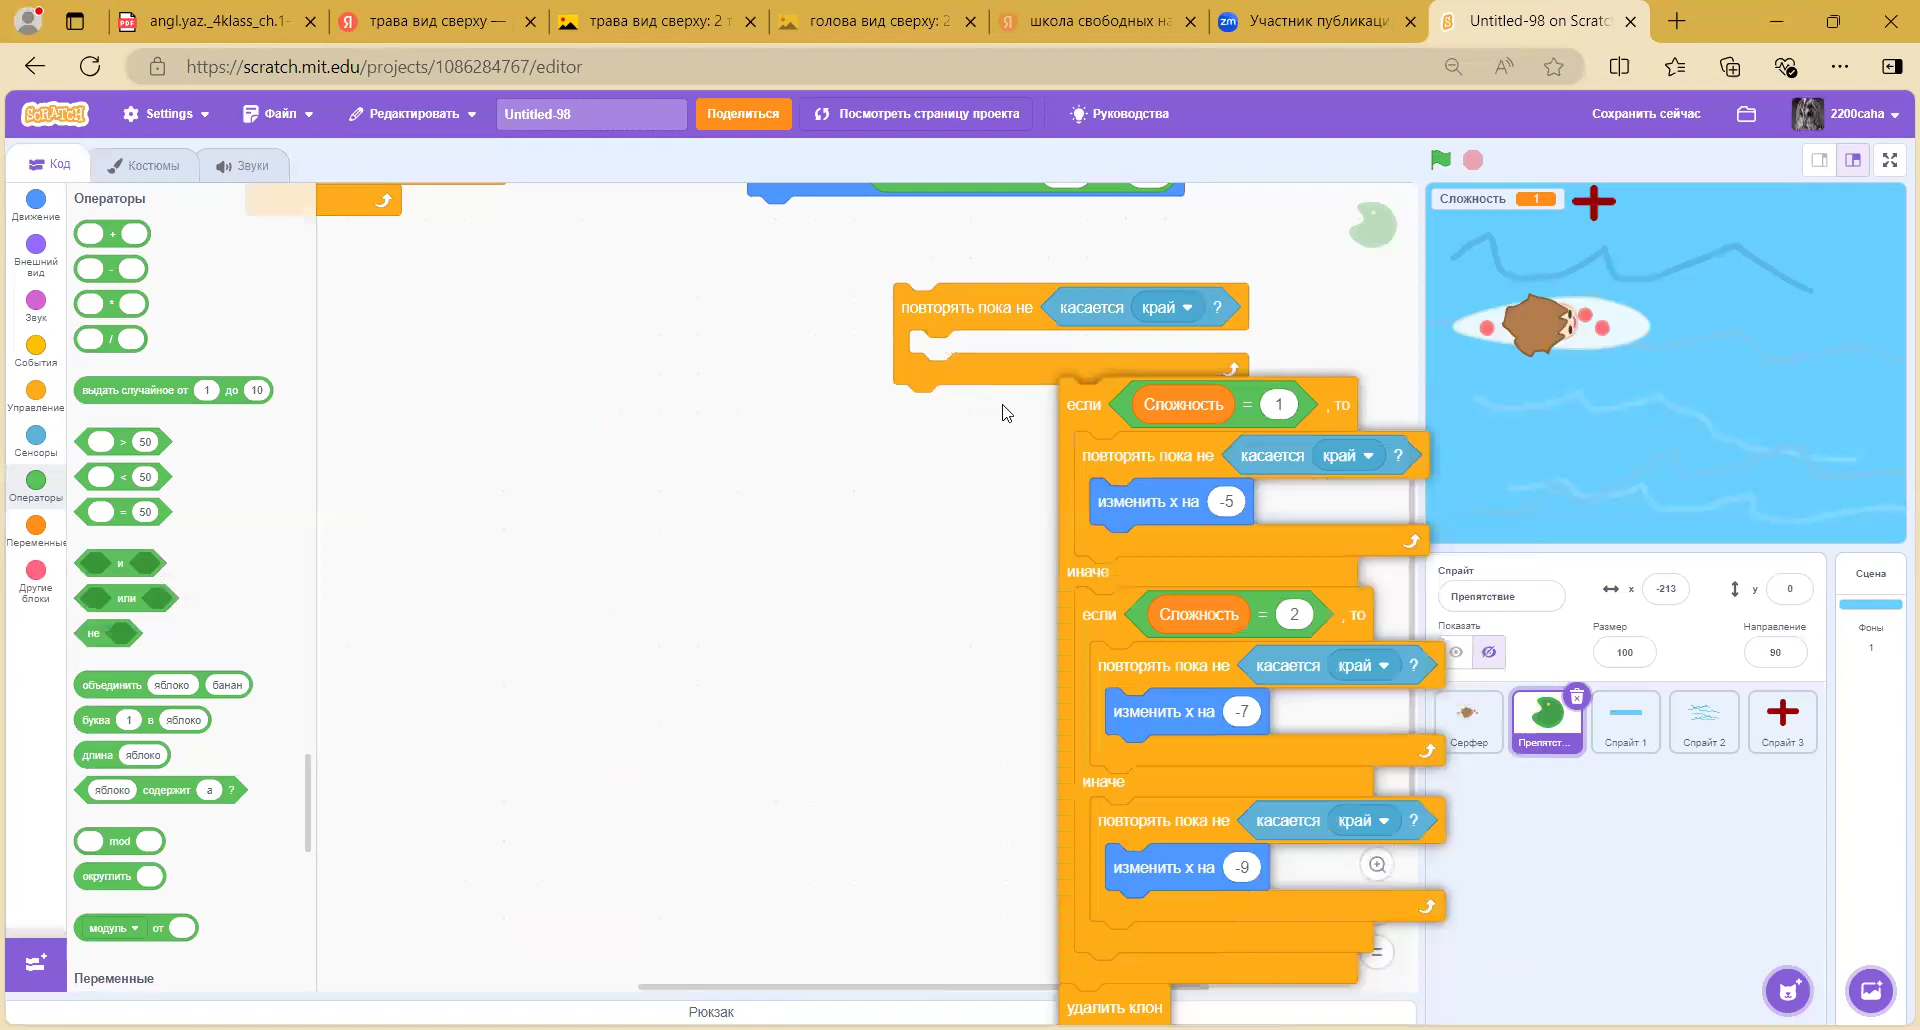 angl.yaz._4klass_ch.1-
трава вид сверху —
трава вид сверху: 2 т
голова вид сверху: 2
школа свободных на
Участник публикаци
Untitled-98 on Scratc
https://scratch.mit.edu/projects/1086284767/editor
SCRATCH
Settings
Файл
Редактировать
Untitled-98
Поделиться
Посмотреть страницу проекта
Руководства
Сохранить сейчас
2200caha
Код
Костюмы
Звуки
Движение
Внешний вид
Звук
События
Управление
Сенсоры
Операторы
Переменные
Другие блоки
Операторы
+
-
*
/
выдать случайное от 1 до 10
> 50
< 50
= 50
и
или
не
объединить яблоко банан
буква 1 в яблоко
длина яблоко
яблоко содержит а ?
mod
округлить
модуль от
Переменные
повторять пока не касается край ?
если Сложность = 1 , то
повторять пока не касается край ?
изменить x на -5
иначе
если Сложность = 2 , то
повторять пока не касается край ?
изменить x на -7
иначе
повторять пока не касается край ?
изменить x на -9
удалить клон
Рюкзак
Сложность 1
Спрайт
Препятствие
x -213
y 0
Показать
Размер
100
Направление
90
Серфер
Препятст...
Спрайт 1
Спрайт 2
Спрайт 3
Сцена
Фоны
1